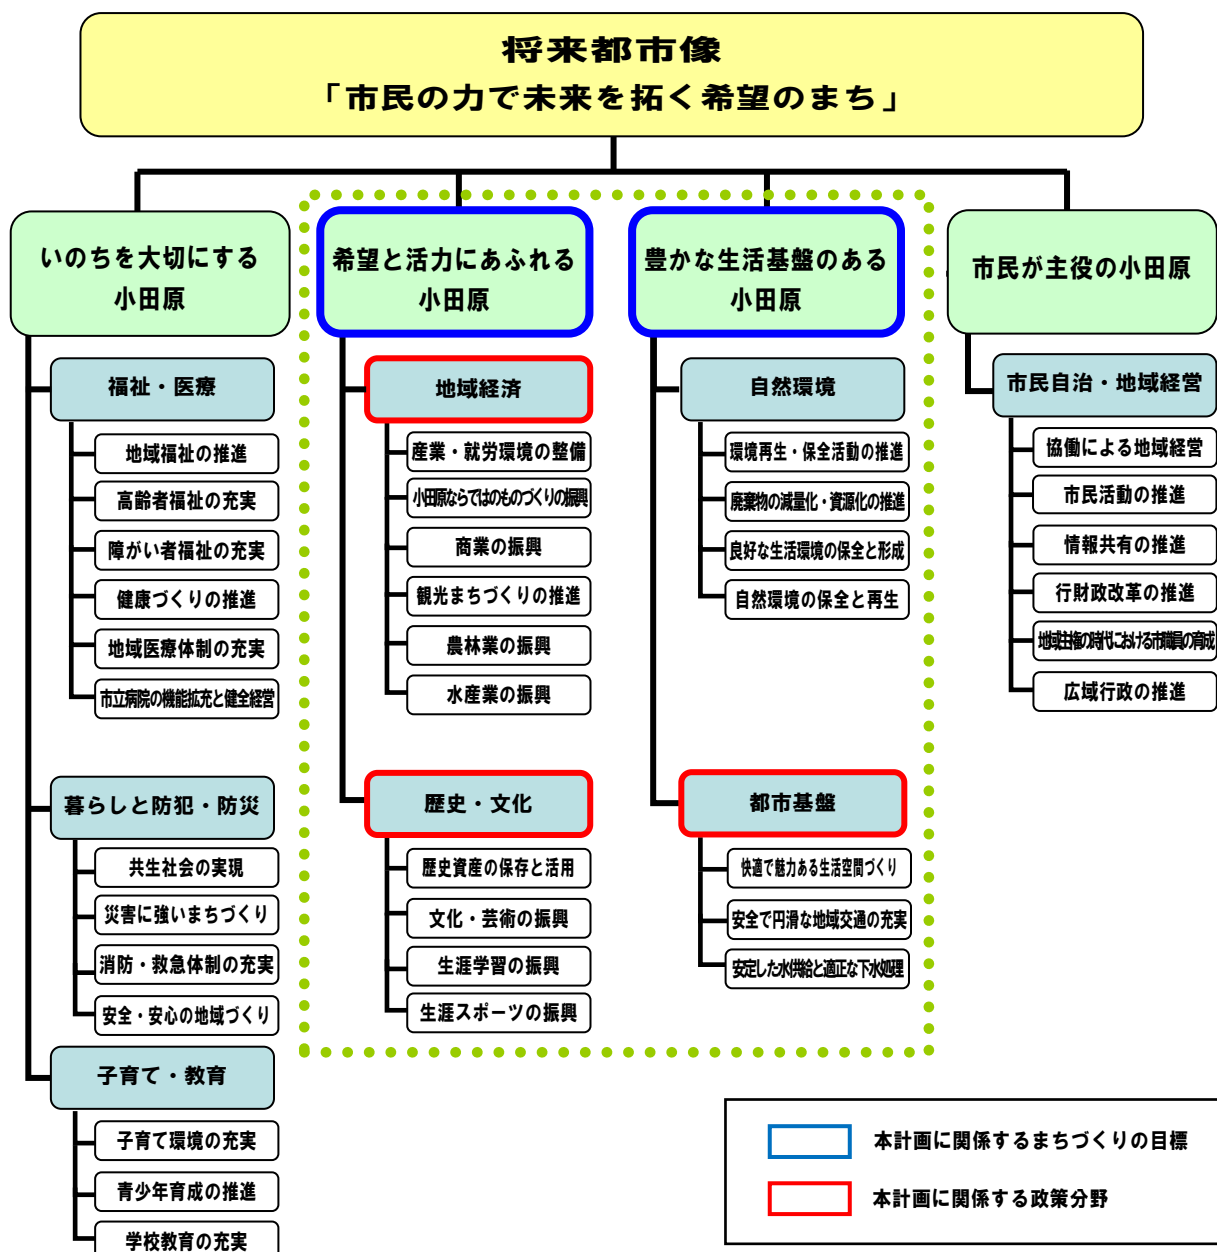 将来都市像
「市民の力で未来を拓く希望のまち」
いのちを大切にする
小田原
福祉・医療
地域福祉の推進
高齢者福祉の充実
障がい者福祉の充実
健康づくりの推進
地域医療体制の充実
市立病院の機能拡充と健全経営
暮らしと防犯・防災
共生社会の実現
災害に強いまちづくり
消防・救急体制の充実
安全・安心の地域づくり
子育て・教育
子育て環境の充実
青少年育成の推進
学校教育の充実
希望と活力にあふれる
小田原
地域経済
産業・就労環境の整備
小田原ならではのものづくりの振興
商業の振興
観光まちづくりの推進
農林業の振興
水産業の振興
歴史・文化
歴史資産の保存と活用
文化・芸術の振興
生涯学習の振興
生涯スポーツの振興
豊かな生活基盤のある
小田原
自然環境
環境再生・保全活動の推進
廃棄物の減量化・資源化の推進
良好な生活環境の保全と形成
自然環境の保全と再生
都市基盤
快適で魅力ある生活空間づくり
安全で円滑な地域交通の充実
安定した水供給と適正な下水処理
市民が主役の小田原
市民自治・地域経営
協働による地域経営
市民活動の推進
情報共有の推進
行財政改革の推進
地域主権の時代における市職員の育成
広域行政の推進
本計画に関係するまちづくりの目標
本計画に関係する政策分野